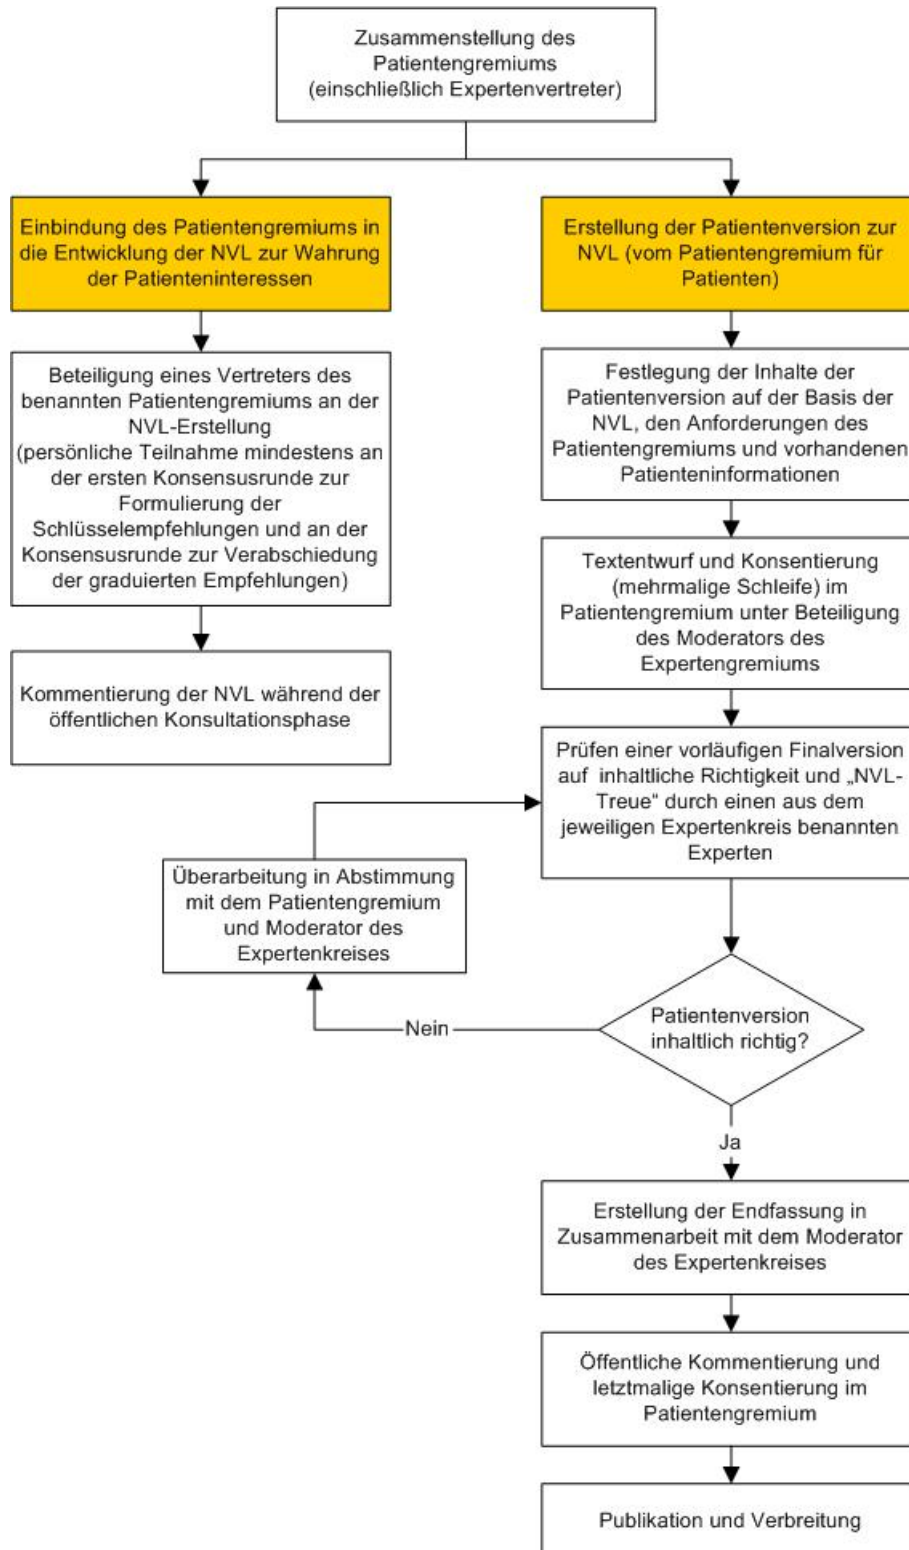 Zusammenstellung des
Patientengremiums
(einschließlich Expertenvertreter)
Einbindung des Patientengremiums in
die Entwicklung der NVL zur Wahrung
der Patienteninteressen
Beteiligung eines Vertreters des
benannten Patientengremiums an der
NVL-Erstellung
(persönliche Teilnahme mindestens an
der ersten Konsensusrunde zur
Formulierung der
Schlüsselempfehlungen und an der
Konsensusrunde zur Verabschiedung
der graduierten Empfehlungen)
Kommentierung der NVL während der
öffentlichen Konsultationsphase
Erstellung der Patientenversion zur
NVL (vom Patientengremium für
Patienten)
Festlegung der Inhalte der
Patientenversion auf der Basis der
NVL, den Anforderungen des
Patientengremiums und vorhandenen
Patienteninformationen
Textentwurf und Konsentierung
(mehrmalige Schleife) im
Patientengremium unter Beteiligung
des Moderators des
Expertengremiums
Prüfen einer vorläufigen Finalversion
auf inhaltliche Richtigkeit und „NVL-
Treue“ durch einen aus dem
jeweiligen Expertenkreis benannten
Experten
Überarbeitung in Abstimmung
mit dem Patientengremium
und Moderator des
Expertenkreises
Patientenversion
inhaltlich richtig?
Nein
Ja
Erstellung der Endfassung in
Zusammenarbeit mit dem Moderator
des Expertenkreises
Öffentliche Kommentierung und
letztmalige Konsentierung im
Patientengremium
Publikation und Verbreitung